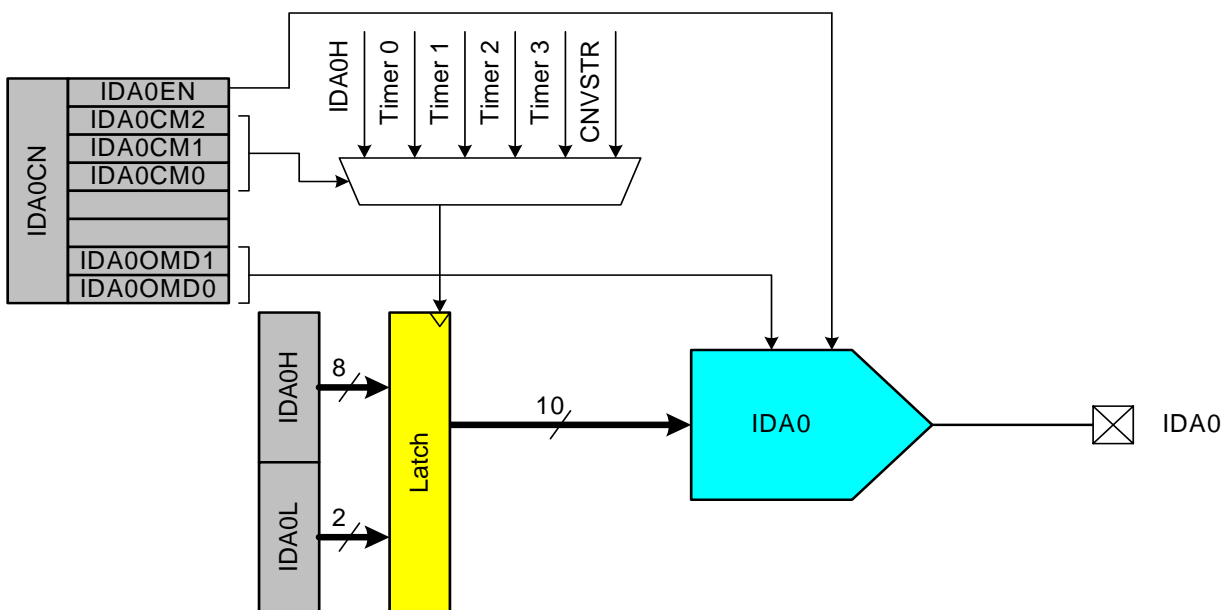 IDA0CN
IDA0EN
IDA0CM2
IDA0CM1
IDA0CM0
IDA0OMD1
IDA0OMD0
IDA0H
Timer 0
Timer 1
Timer 2
Timer 3
CNVSTR
IDA0H
8
IDA0L
2
Latch
10
IDA0
IDA0